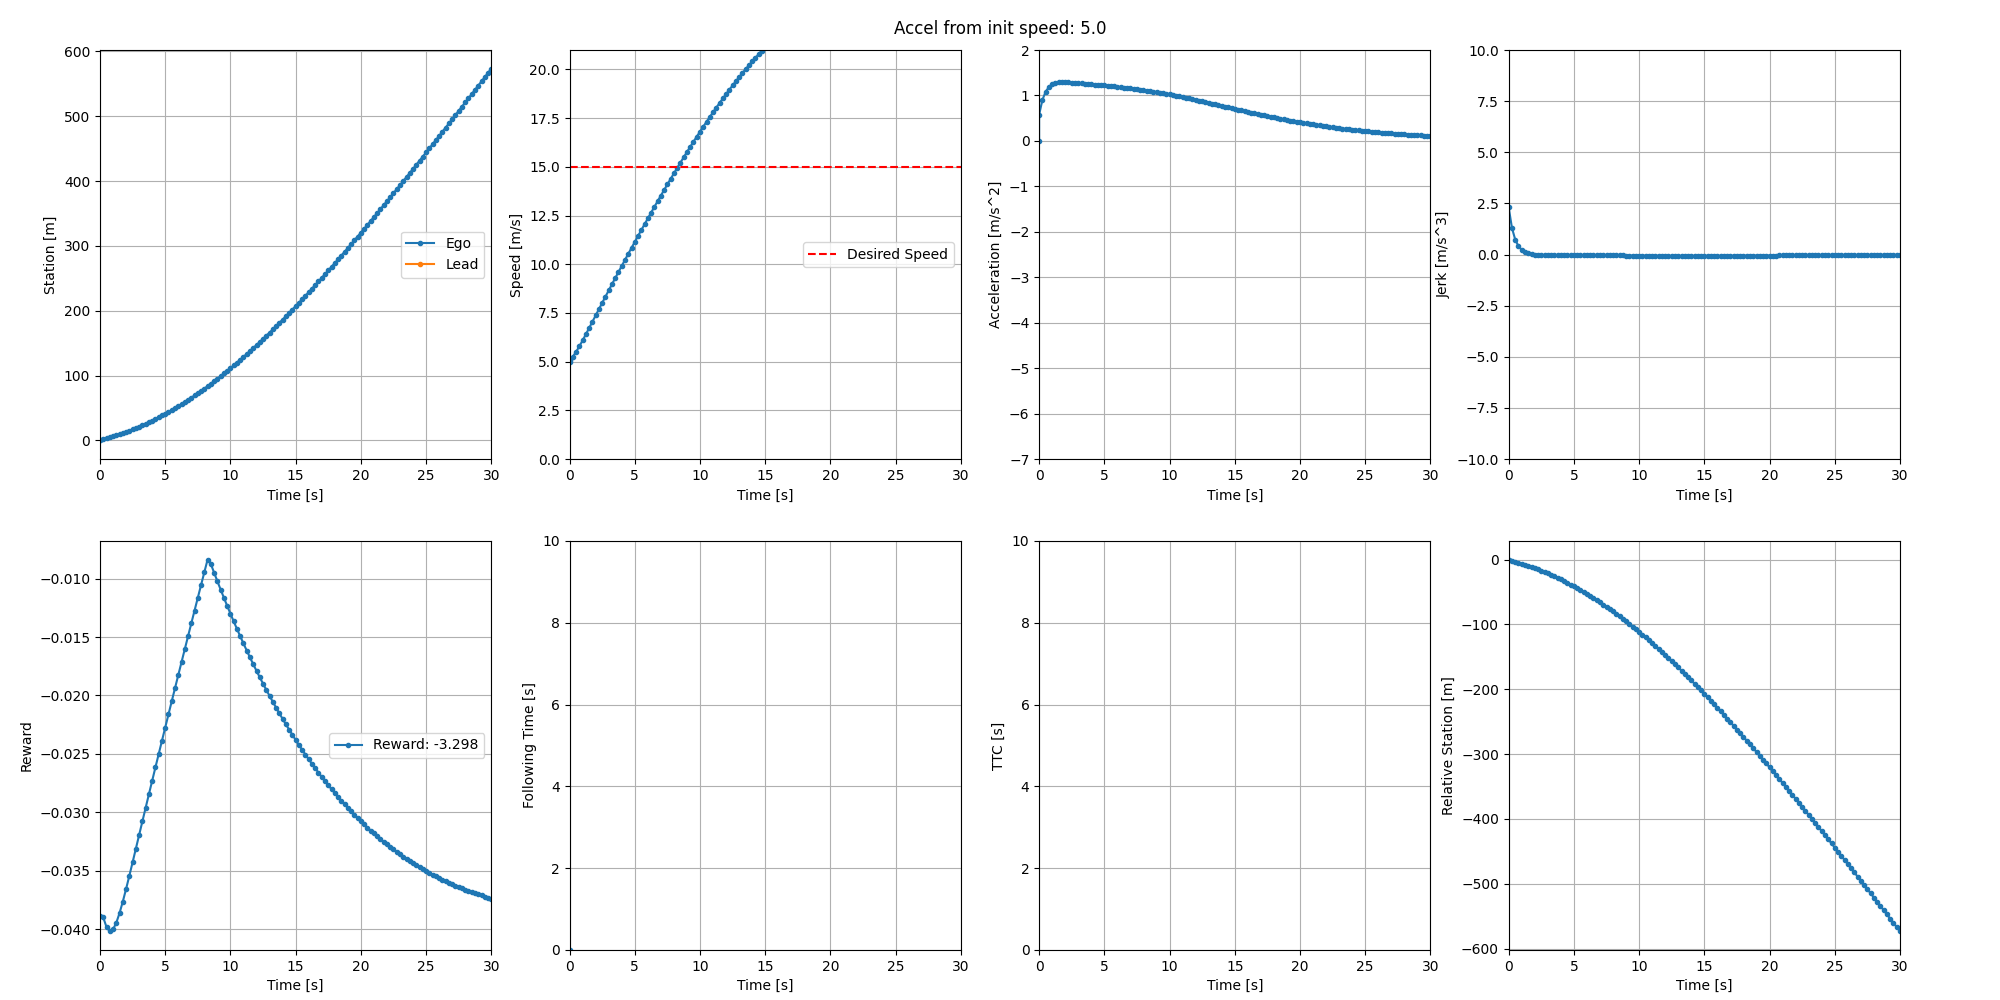 Accel from init speed: 5.0
600
500
400
300
200
100
0
Station [m]
Ego
Lead
0 5 10 15 20 25 30
Time [s]
20.0
17.5
15.0
12.5
10.0
7.5
5.0
2.5
0.0
Speed [m/s]
Desired Speed
0 5 10 15 20 25 30
Time [s]
2
1
0
−1
−2
−3
−4
−5
−6
−7
Acceleration [m/s^2]
0 5 10 15 20 25 30
Time [s]
10.0
7.5
5.0
2.5
0.0
−2.5
−5.0
−7.5
−10.0
Jerk [m/s^3]
0 5 10 15 20 25 30
Time [s]
−0.010
−0.015
−0.020
−0.025
−0.030
−0.035
−0.040
Reward
Reward: -3.298
0 5 10 15 20 25 30
Time [s]
10
8
6
4
2
0
Following Time [s]
0 5 10 15 20 25 30
Time [s]
10
8
6
4
2
0
TTC [s]
0 5 10 15 20 25 30
Time [s]
0
−100
−200
−300
−400
−500
−600
Relative Station [m]
0 5 10 15 20 25 30
Time [s]